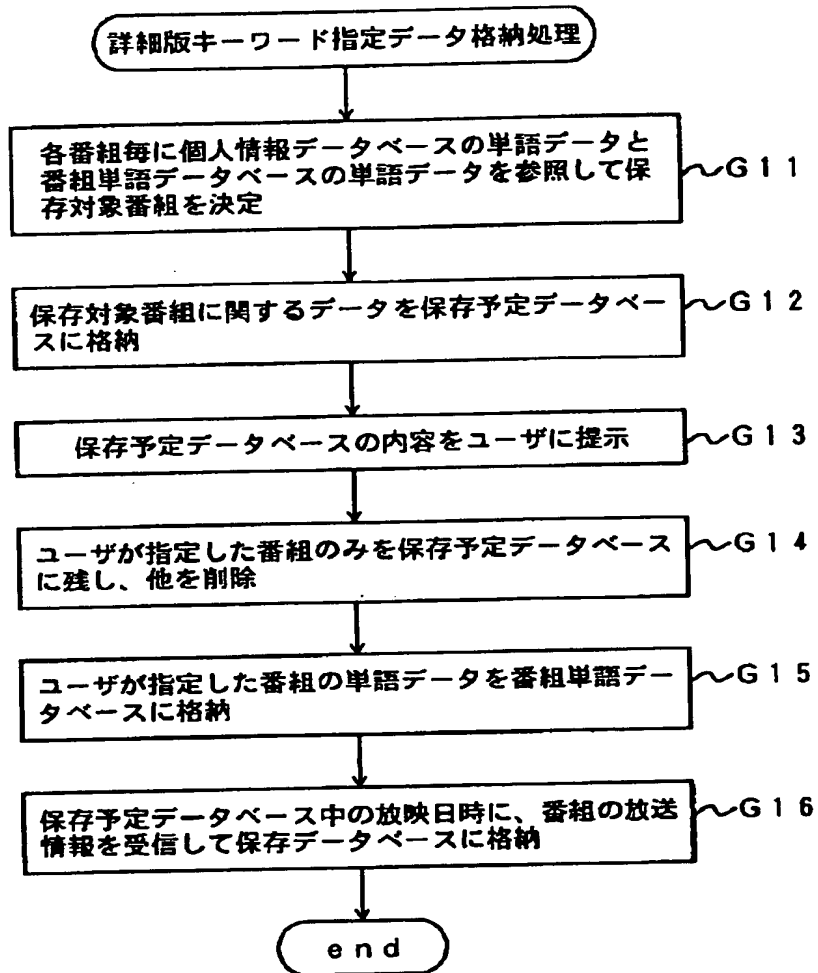 詳細版キーワード指定データ格納処理
各番組毎に個人情報データベースの単語データと
番組単語データベースの単語データを参照して保
存対象番組を決定
G11
保存対象番組に関するデータを保存予定データベー
スに格納
G12
保存予定データベースの内容をユーザに提示
G13
ユーザが指定した番組のみを保存予定データベース
に残し、他を削除
G14
ユーザが指定した番組の単語データを番組単語デー
タベースに格納
G15
保存予定データベース中の放映日時に、番組の放送
情報を受信して保存データベースに格納
G16
end